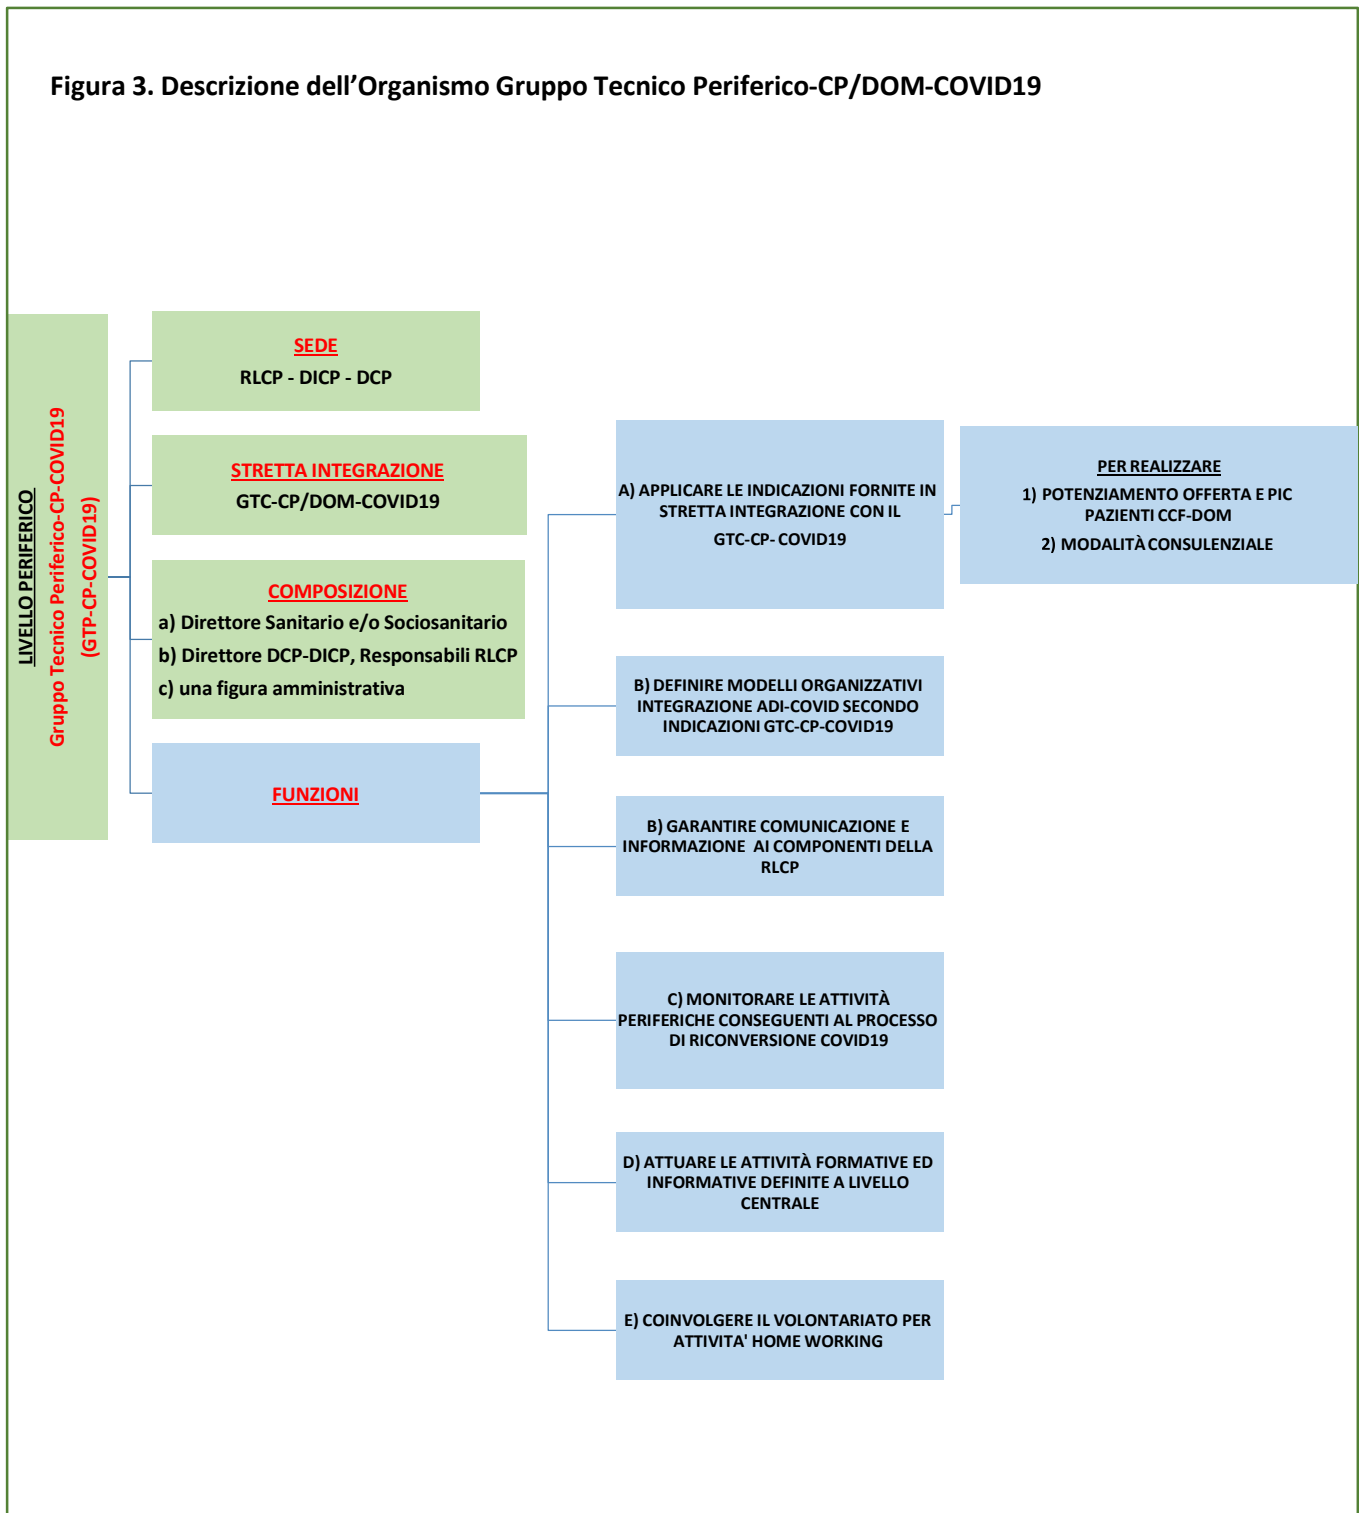 Figura 3. Descrizione dell'Organismo Gruppo Tecnico Periferico-CP/DOM-COVID19
LIVELLO PERIFERICO
Gruppo Tecnico Periferico-CP-COVID19
(GTP-CP-COVID19)
SEDE
RLCP - DICP - DCP
STRETTA INTEGRAZIONE
GTC-CP/DOM-COVID19
COMPOSIZIONE
a) Direttore Sanitario e/o Sociosanitario
b) Direttore DCP-DICP, Responsabili RLCP
c) una figura amministrativa
FUNZIONI
A) APPLICARE LE INDICAZIONI FORNITE IN
STRETTA INTEGRAZIONE CON IL
GTC-CP- COVID19
PER REALIZZARE
1) POTENZIAMENTO OFFERTA E PIC
PAZIENTI CCF-DOM
2) MODALITÀ CONSULENZIALE
B) DEFINIRE MODELLI ORGANIZZATIVI
INTEGRAZIONE ADI-COVID SECONDO
INDICAZIONI GTC-CP-COVID19
B) GARANTIRE COMUNICAZIONE E
INFORMAZIONE AI COMPONENTI DELLA
RLCP
C) MONITORARE LE ATTIVITÀ
PERIFERICHE CONSEGUENTI AL PROCESSO
DI RICONVERSIONE COVID19
D) ATTUARE LE ATTIVITÀ FORMATIVE ED
INFORMATIVE DEFINITE A LIVELLO
CENTRALE
E) COINVOLGERE IL VOLONTARIATO PER
ATTIVITA' HOME WORKING